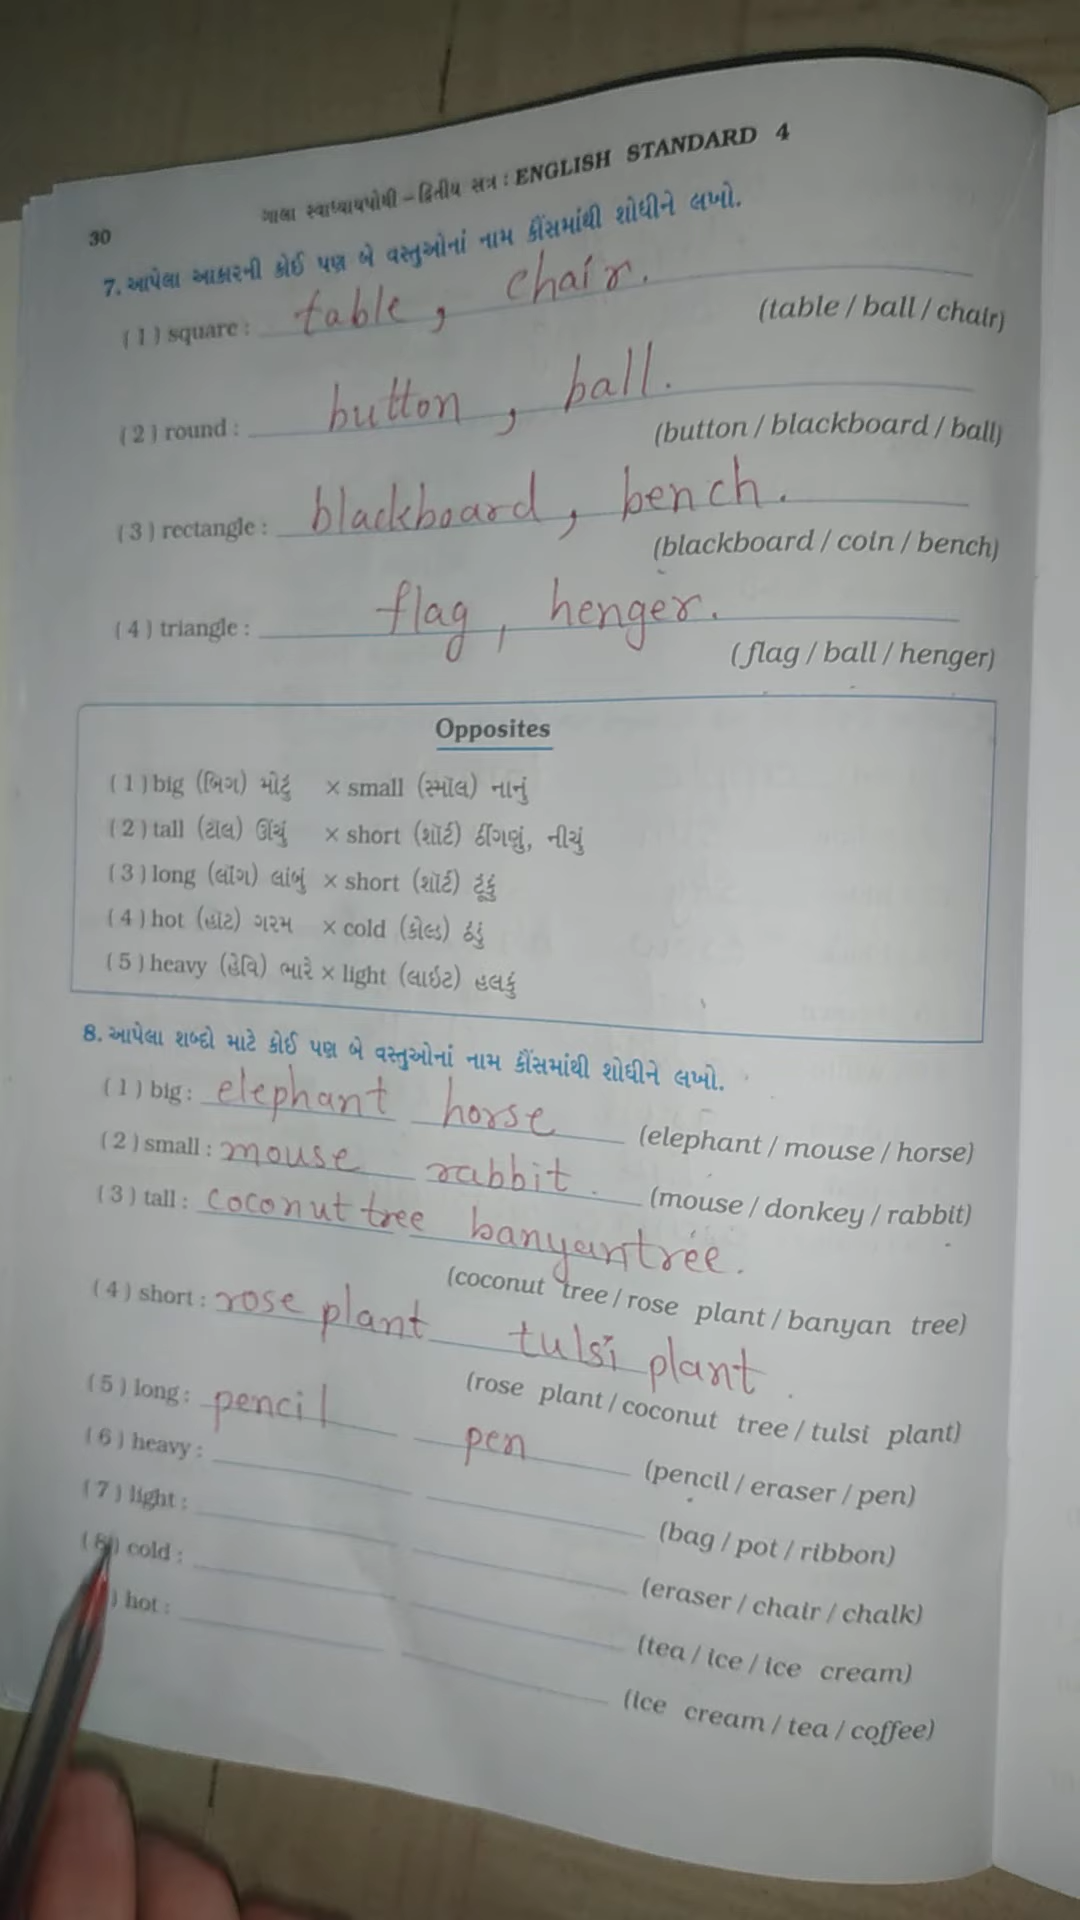 30
ગાલા સ્વાધ્યાયપોથી – દ્વિતીય સત્ર : ENGLISH STANDARD 4
7. આપેલા આકારની કોઈ પણ બે વસ્તુઓનાં નામ કૌંસમાંથી શોધીને લખો.
(1) square : table, chair.
(table / ball / chair)
(2) round : button, ball.
(button / blackboard / ball)
(3) rectangle : blackboard, bench.
(blackboard / coin / bench)
(4) triangle : flag, henger.
(flag / ball / henger)
Opposites
(1) big (બિગ) મોટું × small (સ્મૉલ) નાનું
(2) tall (ટૉલ) ઊંચું × short (શૉર્ટ) ઠીંગણું, નીચું
(3) long (લૉંગ) લાંબું × short (શૉર્ટ) ટૂંકું
(4) hot (હૉટ) ગરમ × cold (કોલ્ડ) ઠંડું
(5) heavy (હેવિ) ભારે × light (લાઇટ) હલકું
8. આપેલા શબ્દો માટે કોઈ પણ બે વસ્તુઓનાં નામ કૌંસમાંથી શોધીને લખો.
(1) big : elephant horse (elephant / mouse / horse)
(2) small : mouse rabbit. (mouse / donkey / rabbit)
(3) tall : coconut tree banyantree.
(coconut tree / rose plant / banyan tree)
(4) short : rose plant tulsi plant.
(rose plant / coconut tree / tulsi plant)
(5) long : pencil pen (pencil / eraser / pen)
(6) heavy : (bag / pot / ribbon)
(7) light : (eraser / chair / chalk)
(8) cold : (tea / ice / ice cream)
) hot : (ice cream / tea / coffee)